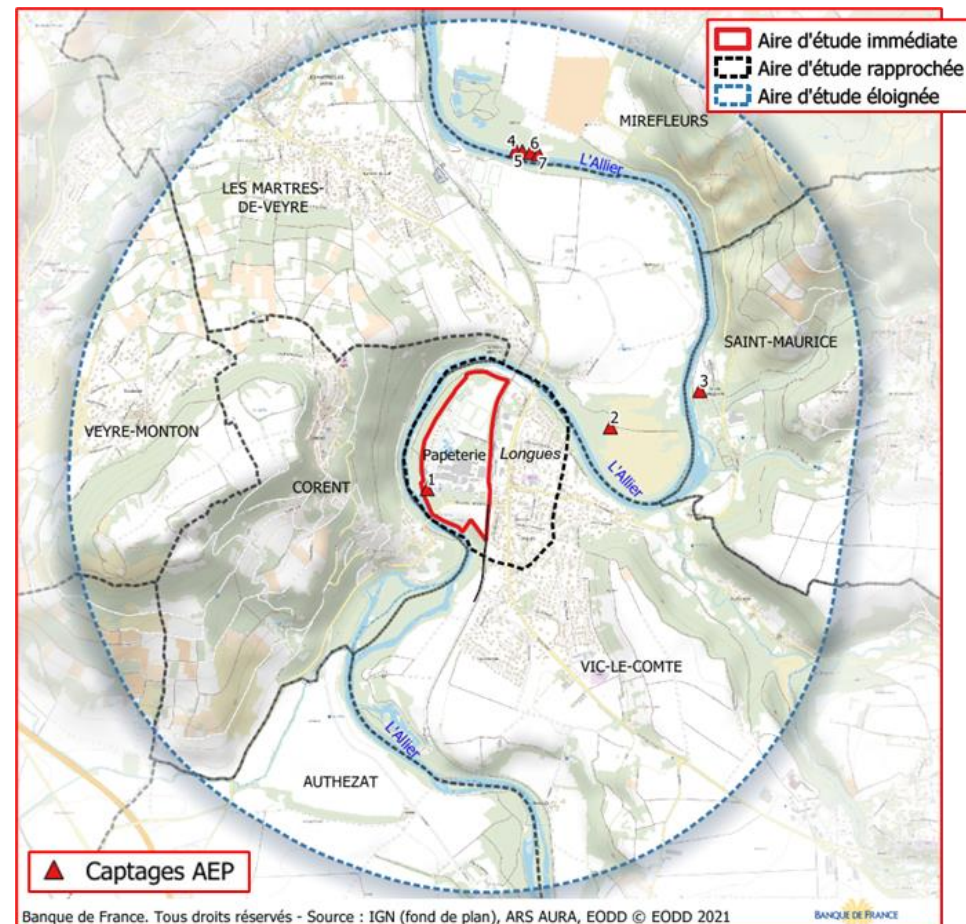 Aire d'étude immédiate
Aire d'étude rapprochée
Aire d'étude éloignée
MIREFLEURS
4 6
5 7
L'Allier
LES MARTRES-
DE-VEYRE
SAINT-MAURICE
3
2
VEYRE-MONTON
Papeterie
Longues
CORENT
1
L'Allier
VIC-LE-COMTE
L'Allier
AUTHEZAT
Captages AEP
Banque de France. Tous droits réservés - Source : IGN (fond de plan), ARS AURA, EODD © EODD 2021
BANQUE DE FRANCE